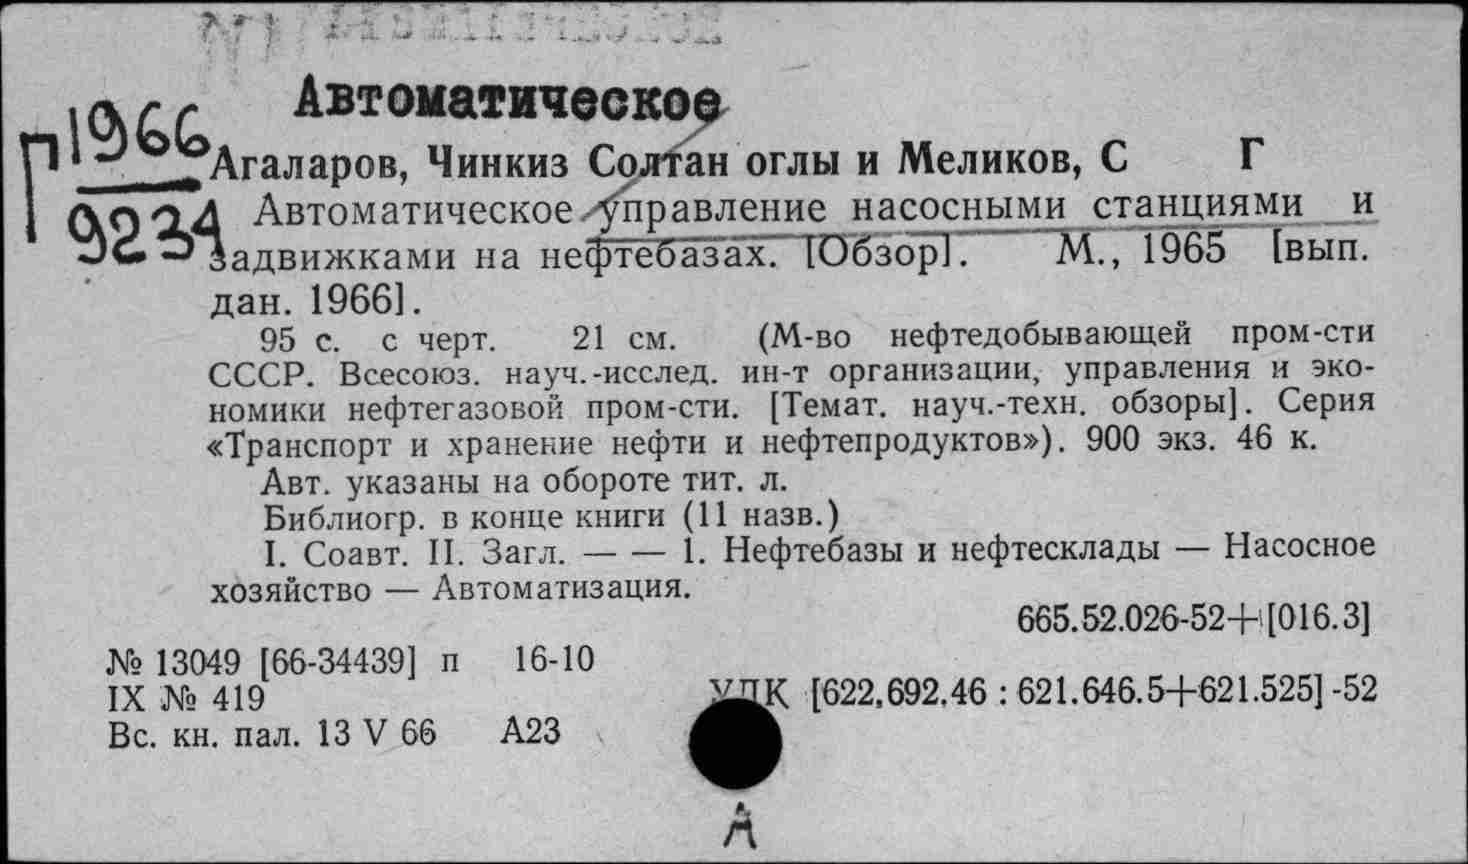 Автоматическое
П 1966
9234
Агаларов, Чинкиз Солтан оглы и Меликов, С Г
Автоматическое управление насосными станциями и
задвижками на нефтебазах. [Обзор]. М., 1965 [вып.
дан. 1966].
95 с. с черт. 21 см. (М-во нефтедобывающей пром-сти
СССР. Всесоюз. науч.-исслед. ин-т организации, управления и эко-
номики нефтегазовой пром-сти. [Темат. науч.-техн. обзоры]. Серия
«Транспорт и хранение нефти и нефтепродуктов»). 900 экз. 46 к.
Авт. указаны на обороте тит. л.
Библиогр. в конце книги (11 назв.)
I. Соавт. II. Загл. — — 1. Нефтебазы и нефтесклады — Насосное
хозяйство — Автоматизация.
665.52.026-52+[016.3]
№ 13049 [66-34439] п 16-10
IX № 419
УДК [622.692.46 : 621.646.5+621.525] -52
Вс. кн. пал. 13 V 66 А23
А